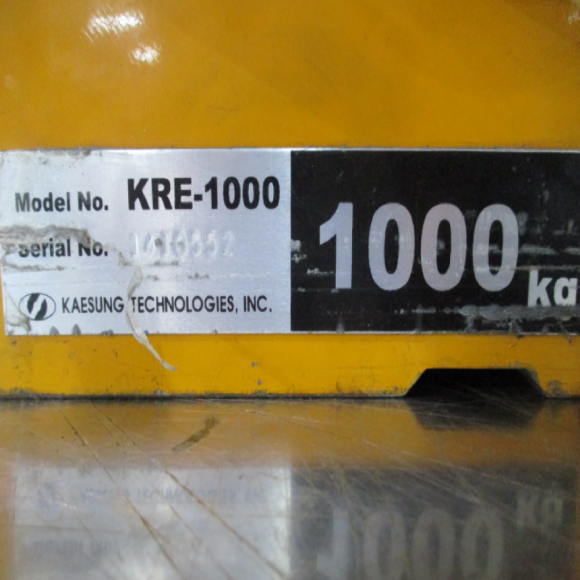 Model No. KRE-1000
Serial No.
KAESUNG TECHNOLOGIES, INC.
1000 kg